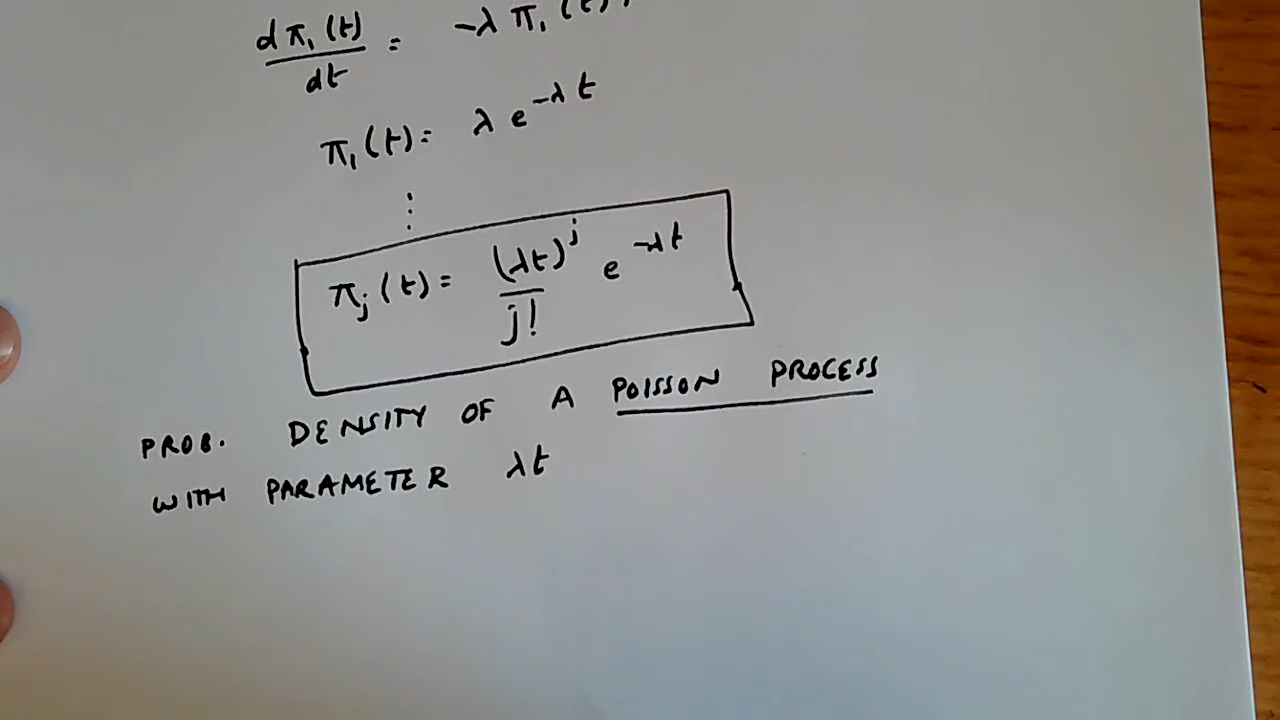 dπ₁(t)/dt = -λ π₁(t)
π₁(t) = λ e^{-λt}
⋮
πⱼ(t) = (λt)^j / j! e^{-λt}
PROB. DENSITY OF A POISSON PROCESS
WITH PARAMETER λt